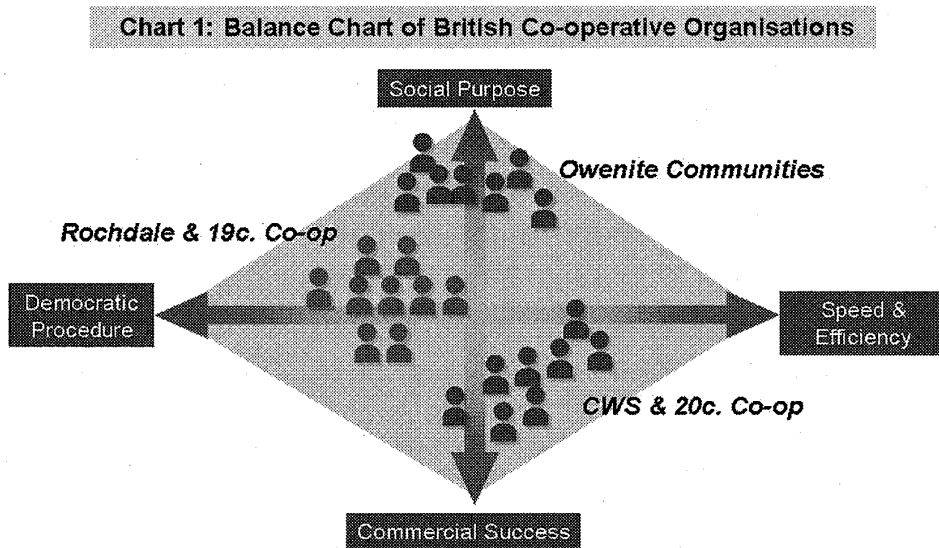 Chart 1: Balance Chart of British Co-operative Organisations
Social Purpose
Owenite Communities
Rochdale & 19c. Co-op
Democratic
Procedure
Speed &
Efficiency
CWS & 20c. Co-op
Commercial Success